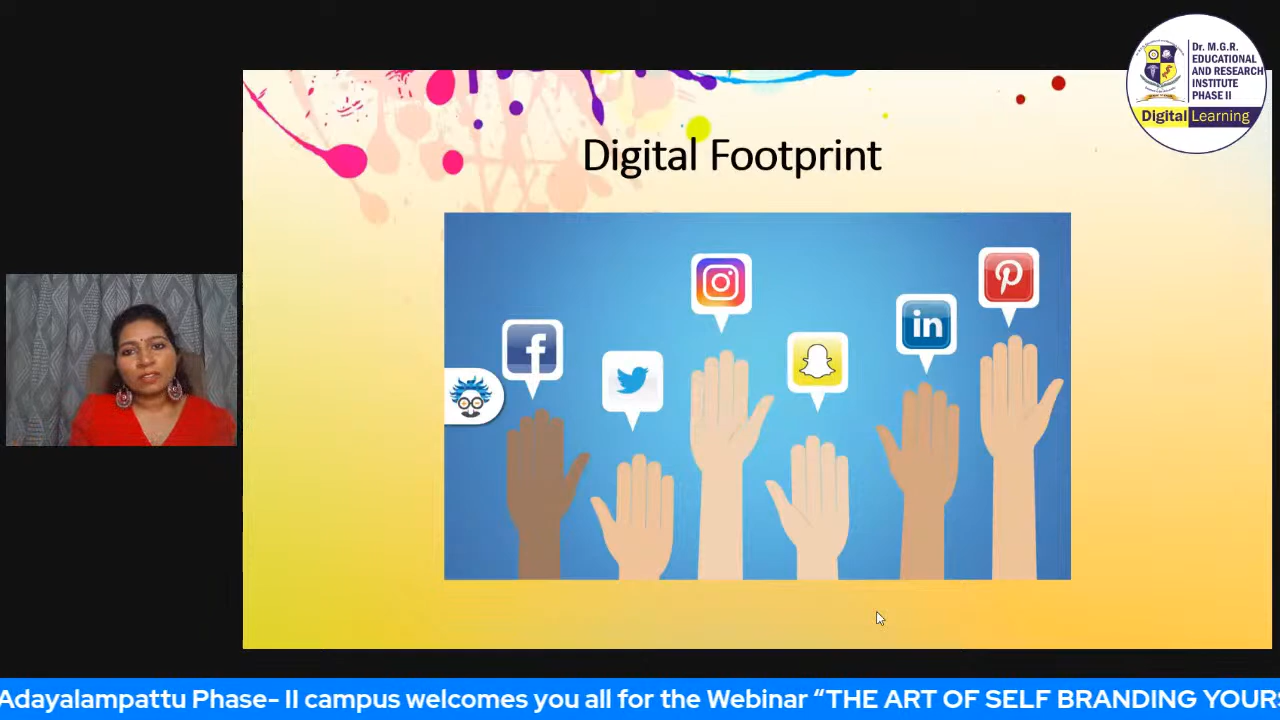 Dr. M.G.R.
EDUCATIONAL
AND RESEARCH
INSTITUTE
PHASE II
Digital Learning
Digital Footprint
f
in
Adayalampattu Phase- II campus welcomes you all for the Webinar “THE ART OF SELF BRANDING YOURS